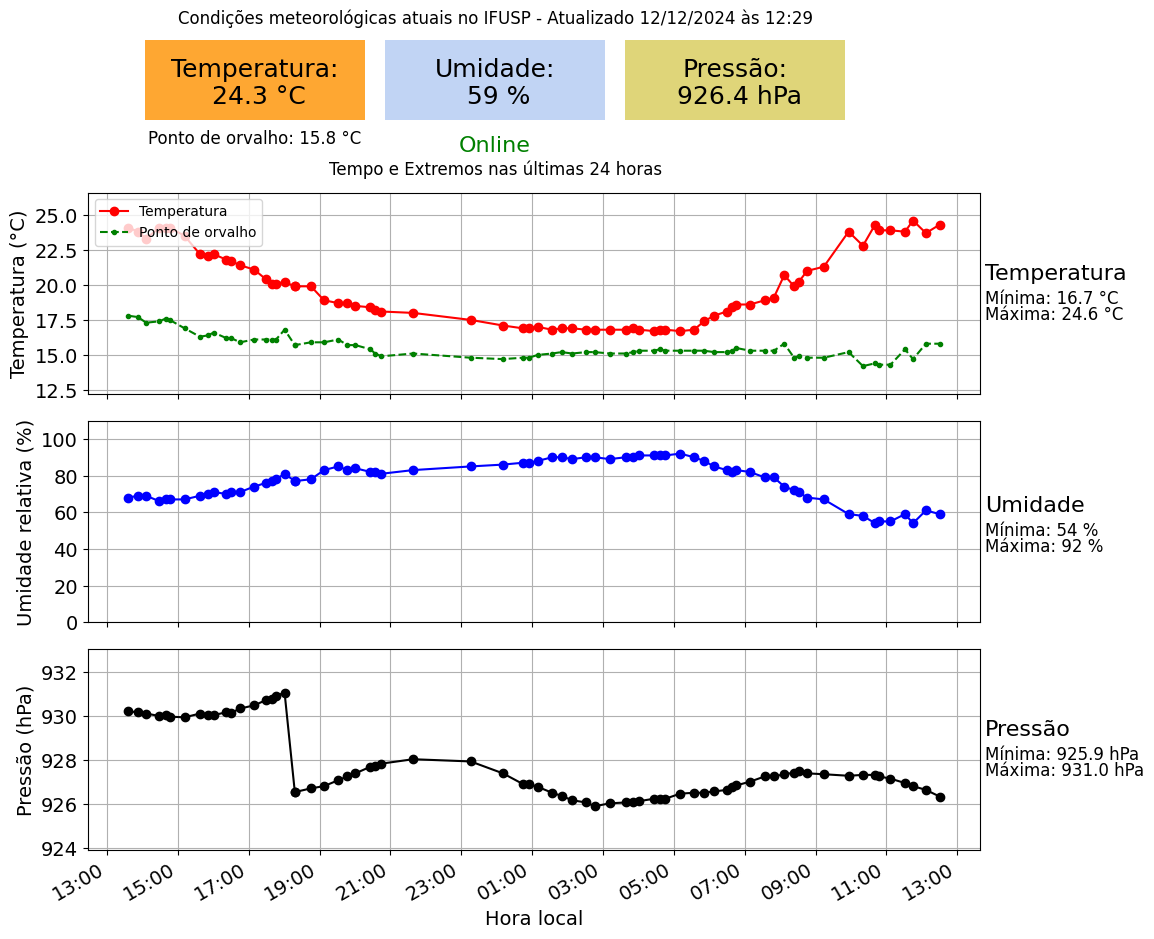 Condições meteorológicas atuais no IFUSP - Atualizado 12/12/2024 às 12:29
Temperatura:
24.3 °C
Umidade:
59 %
Pressão:
926.4 hPa
Ponto de orvalho: 15.8 °C
Online
Tempo e Extremos nas últimas 24 horas
Temperatura (°C)
25.0
22.5
20.0
17.5
15.0
12.5
Temperatura
Ponto de orvalho
Temperatura
Mínima: 16.7 °C
Máxima: 24.6 °C
Umidade relativa (%)
100
80
60
40
20
0
Umidade
Mínima: 54 %
Máxima: 92 %
Pressão (hPa)
932
930
928
926
924
Pressão
Mínima: 925.9 hPa
Máxima: 931.0 hPa
13:00 15:00 17:00 19:00 21:00 23:00 01:00 03:00 05:00 07:00 09:00 11:00 13:00
Hora local